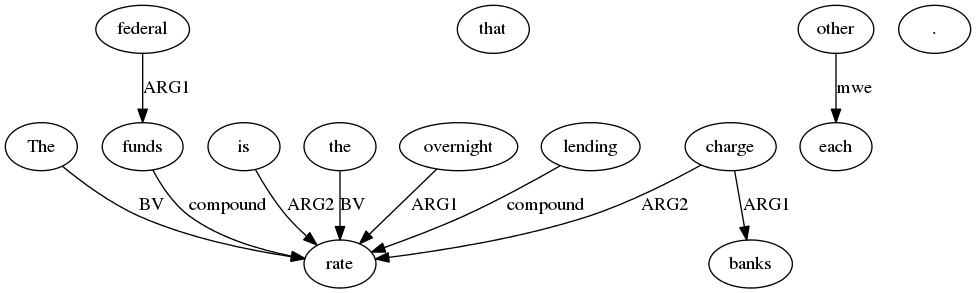 federal that other .
ARG1 mwe
The funds is the overnight lending charge each
BV compound ARG2 BV ARG1 compound ARG2 ARG1
rate banks